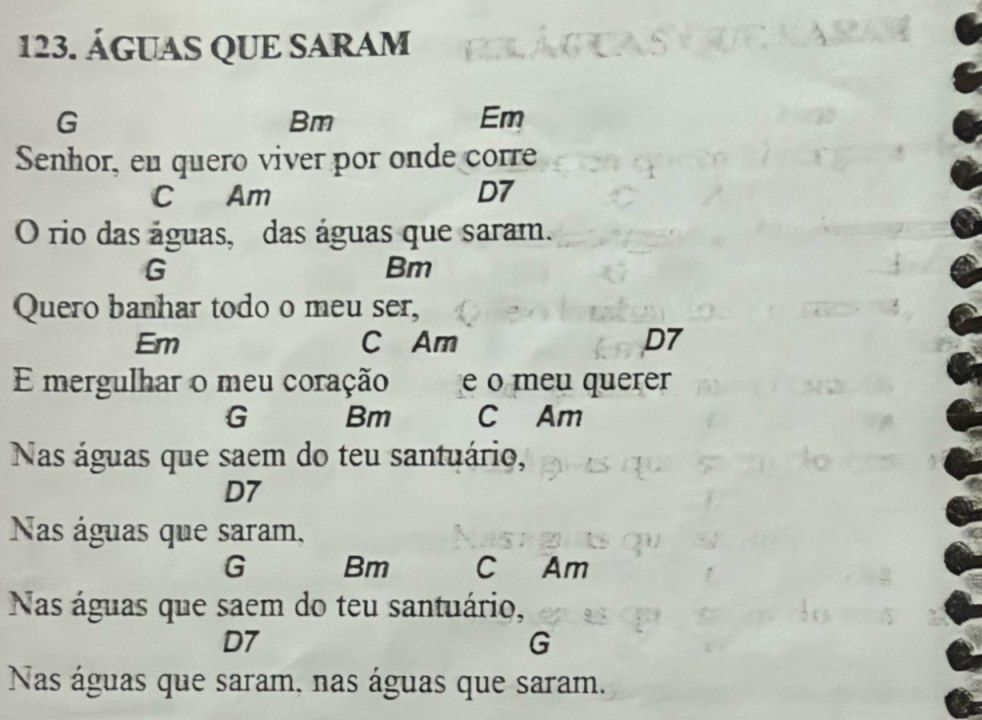 123. ÁGUAS QUE SARAM
G Bm Em
Senhor, eu quero viver por onde corre
C Am D7
O rio das águas, das águas que saram.
G Bm
Quero banhar todo o meu ser,
Em C Am D7
E mergulhar o meu coração e o meu querer
G Bm C Am
Nas águas que saem do teu santuário,
D7
Nas águas que saram,
G Bm C Am
Nas águas que saem do teu santuário,
D7 G
Nas águas que saram, nas águas que saram.